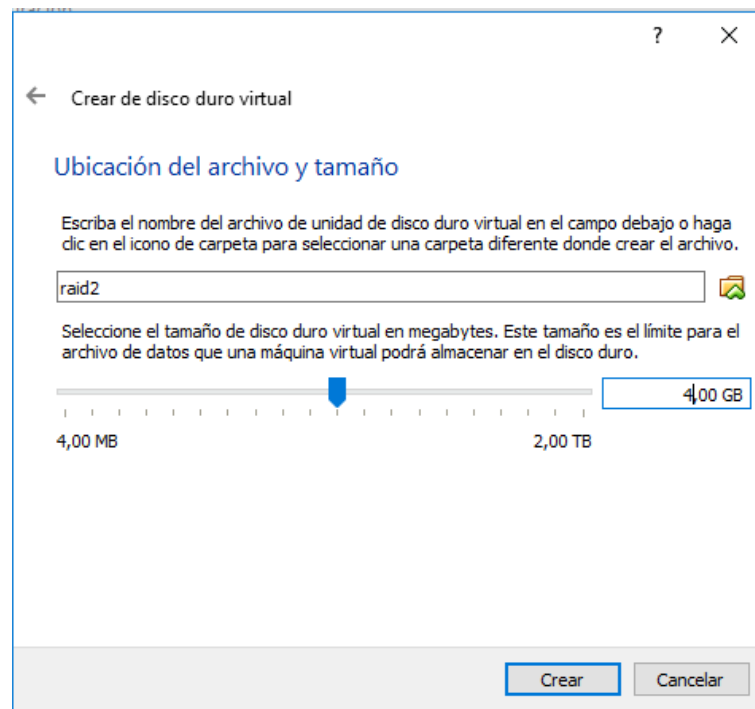 ?
Crear de disco duro virtual
Ubicación del archivo y tamaño
Escriba el nombre del archivo de unidad de disco duro virtual en el campo debajo o haga
clic en el icono de carpeta para seleccionar una carpeta diferente donde crear el archivo.
raid2
Seleccione el tamaño de disco duro virtual en megabytes. Este tamaño es el límite para el
archivo de datos que una máquina virtual podrá almacenar en el disco duro.
4,00 GB
4,00 MB 2,00 TB
Crear Cancelar